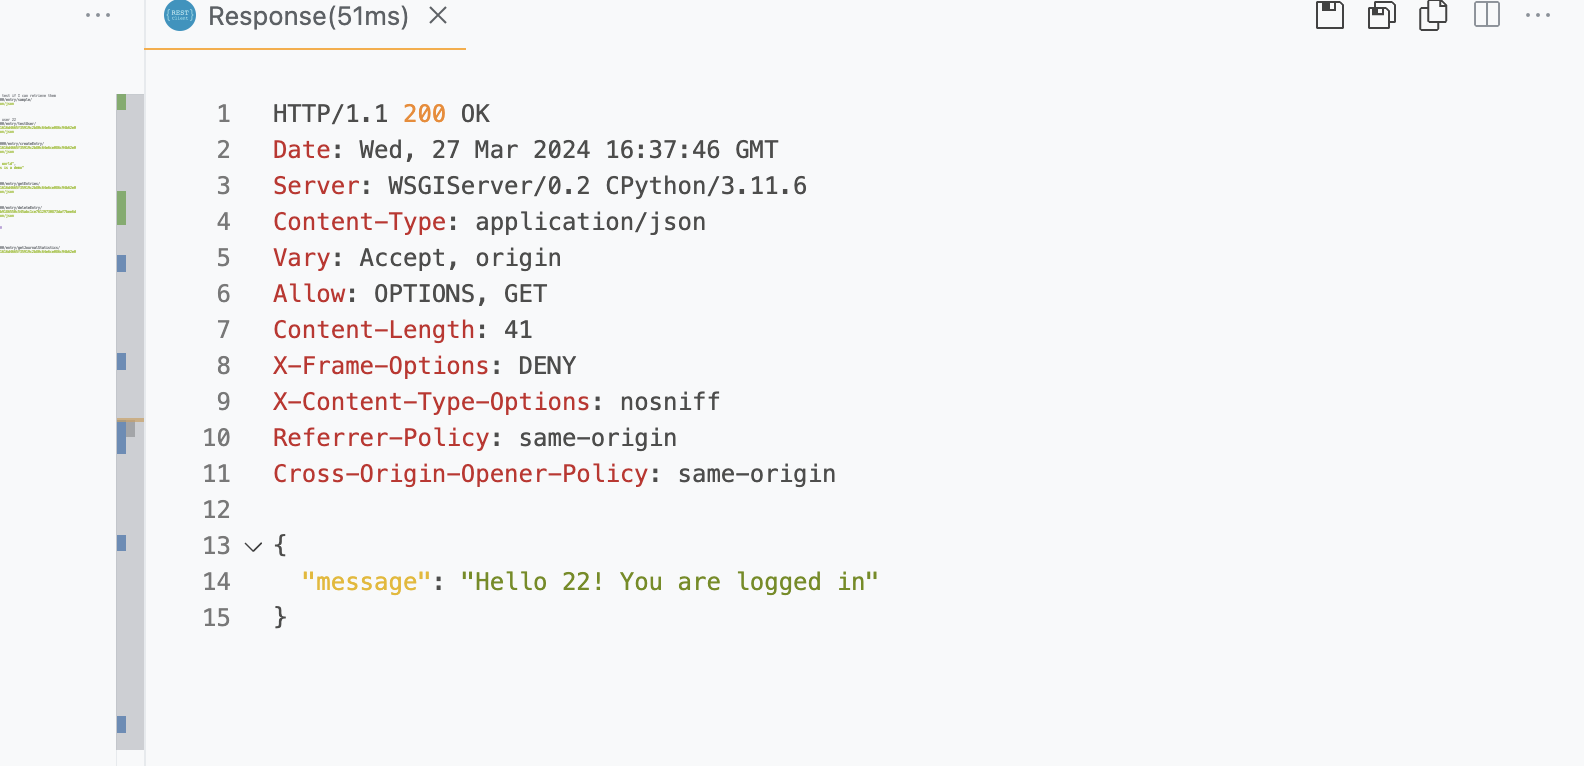 {REST}
Client
Response(51ms)
1 HTTP/1.1 200 OK
2 Date: Wed, 27 Mar 2024 16:37:46 GMT
3 Server: WSGIServer/0.2 CPython/3.11.6
4 Content-Type: application/json
5 Vary: Accept, origin
6 Allow: OPTIONS, GET
7 Content-Length: 41
8 X-Frame-Options: DENY
9 X-Content-Type-Options: nosniff
10 Referrer-Policy: same-origin
11 Cross-Origin-Opener-Policy: same-origin
12
13 {
14 "message": "Hello 22! You are logged in"
15 }